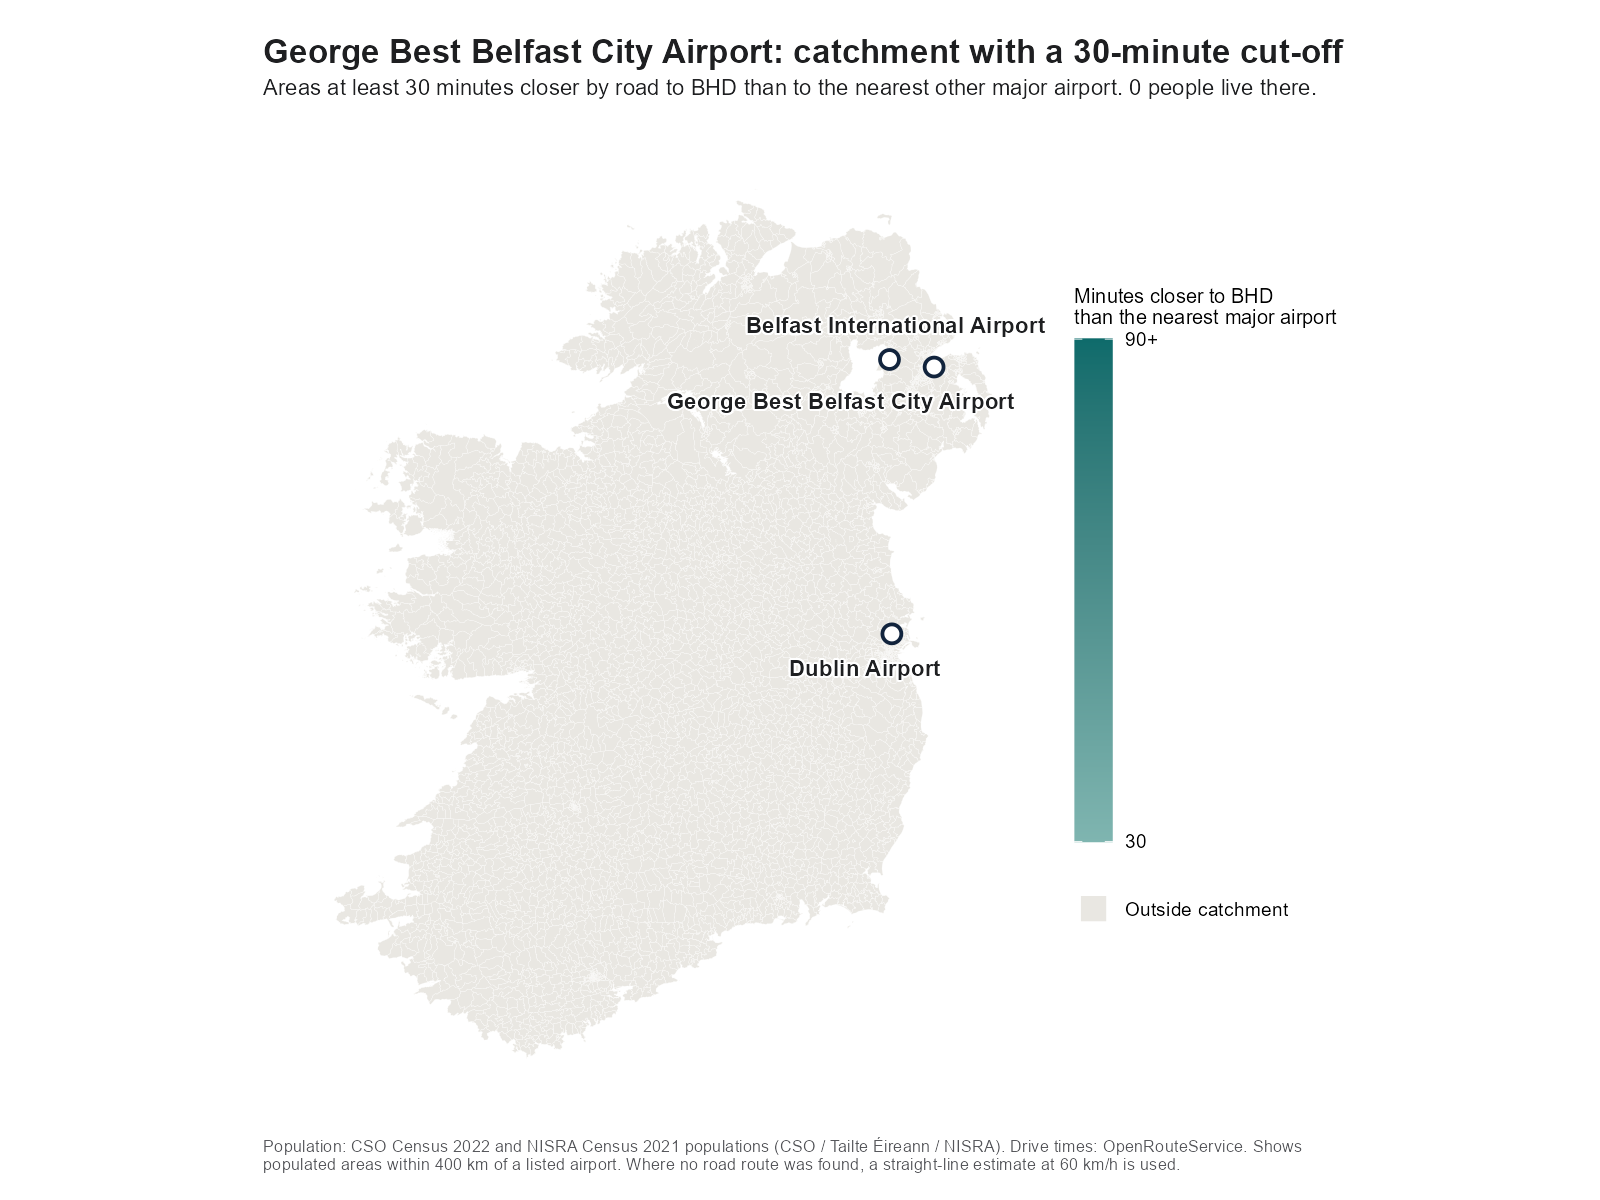 George Best Belfast City Airport: catchment with a 30-minute cut-off
Areas at least 30 minutes closer by road to BHD than to the nearest other major airport. 0 people live there.
Minutes closer to BHD
than the nearest major airport
90+
30
Outside catchment
Belfast International Airport
George Best Belfast City Airport
Dublin Airport
Population: CSO Census 2022 and NISRA Census 2021 populations (CSO / Tailte Éireann / NISRA). Drive times: OpenRouteService. Shows
populated areas within 400 km of a listed airport. Where no road route was found, a straight-line estimate at 60 km/h is used.